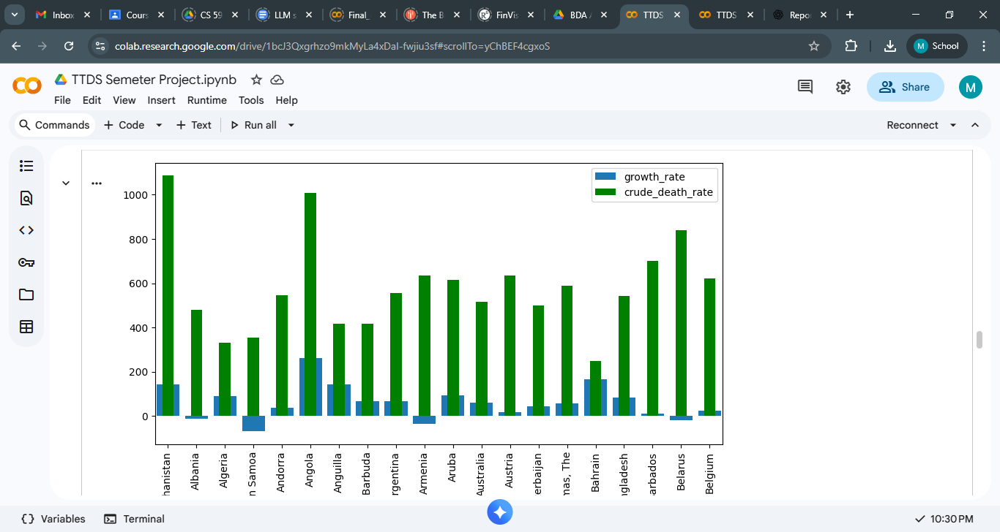 Inbox
Cours
CS 59
LLM s
Final_
The B
FinVis
BDA /
TTDS
TTDS
Repo
colab.research.google.com/drive/1bcJ3Qxgrhzo9mkMyLa4xDaI-fwjiu3sf#scrollTo=yChBEF4cgxoS
M School
TTDS Semeter Project.ipynb
Share
M
File Edit View Insert Runtime Tools Help
Commands + Code + Text Run all Reconnect
growth_rate
crude_death_rate
1000
800
600
400
200
0
hanistan
Albania
Algeria
n Samoa
Andorra
Angola
Anguilla
Barbuda
rgentina
Armenia
Aruba
Australia
Austria
erbaijan
mas, The
Bahrain
ngladesh
arbados
Belarus
Belgium
Variables Terminal 10:30 PM